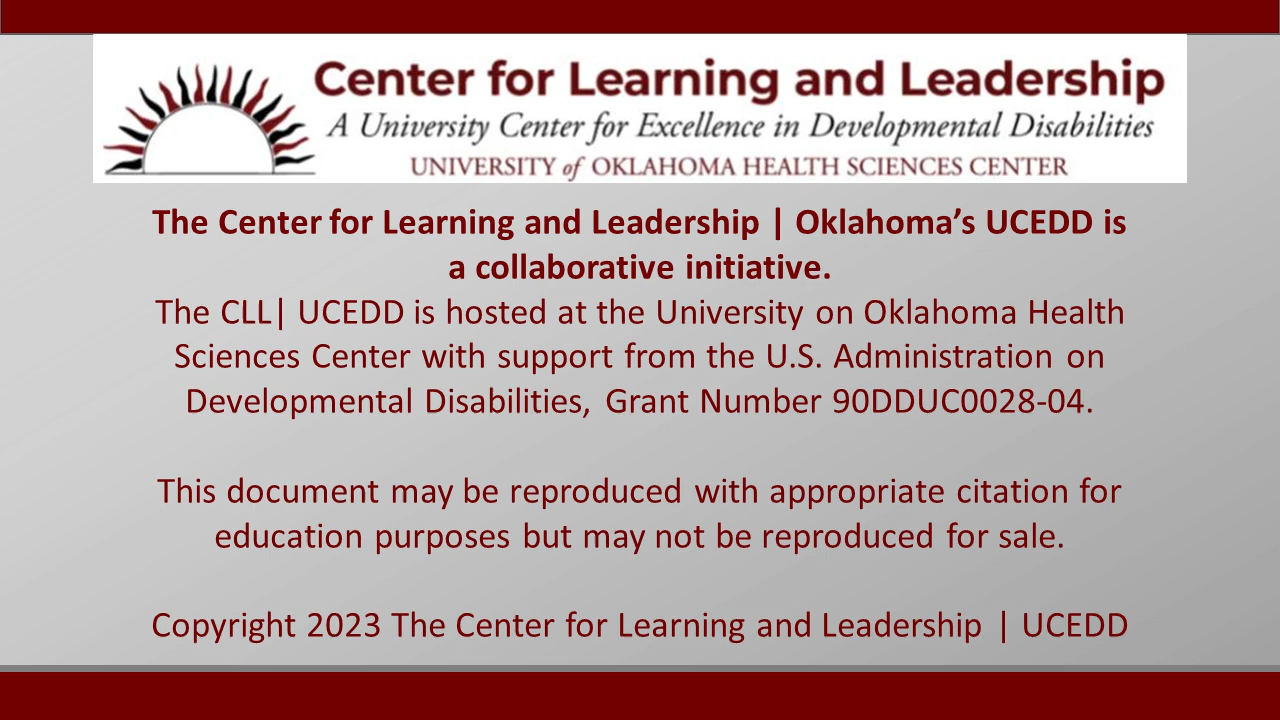 Center for Learning and Leadership
A University Center for Excellence in Developmental Disabilities
UNIVERSITY of OKLAHOMA HEALTH SCIENCES CENTER
The Center for Learning and Leadership | Oklahoma’s UCEDD is
a collaborative initiative.
The CLL| UCEDD is hosted at the University on Oklahoma Health
Sciences Center with support from the U.S. Administration on
Developmental Disabilities, Grant Number 90DDUC0028-04.
This document may be reproduced with appropriate citation for
education purposes but may not be reproduced for sale.
Copyright 2023 The Center for Learning and Leadership | UCEDD